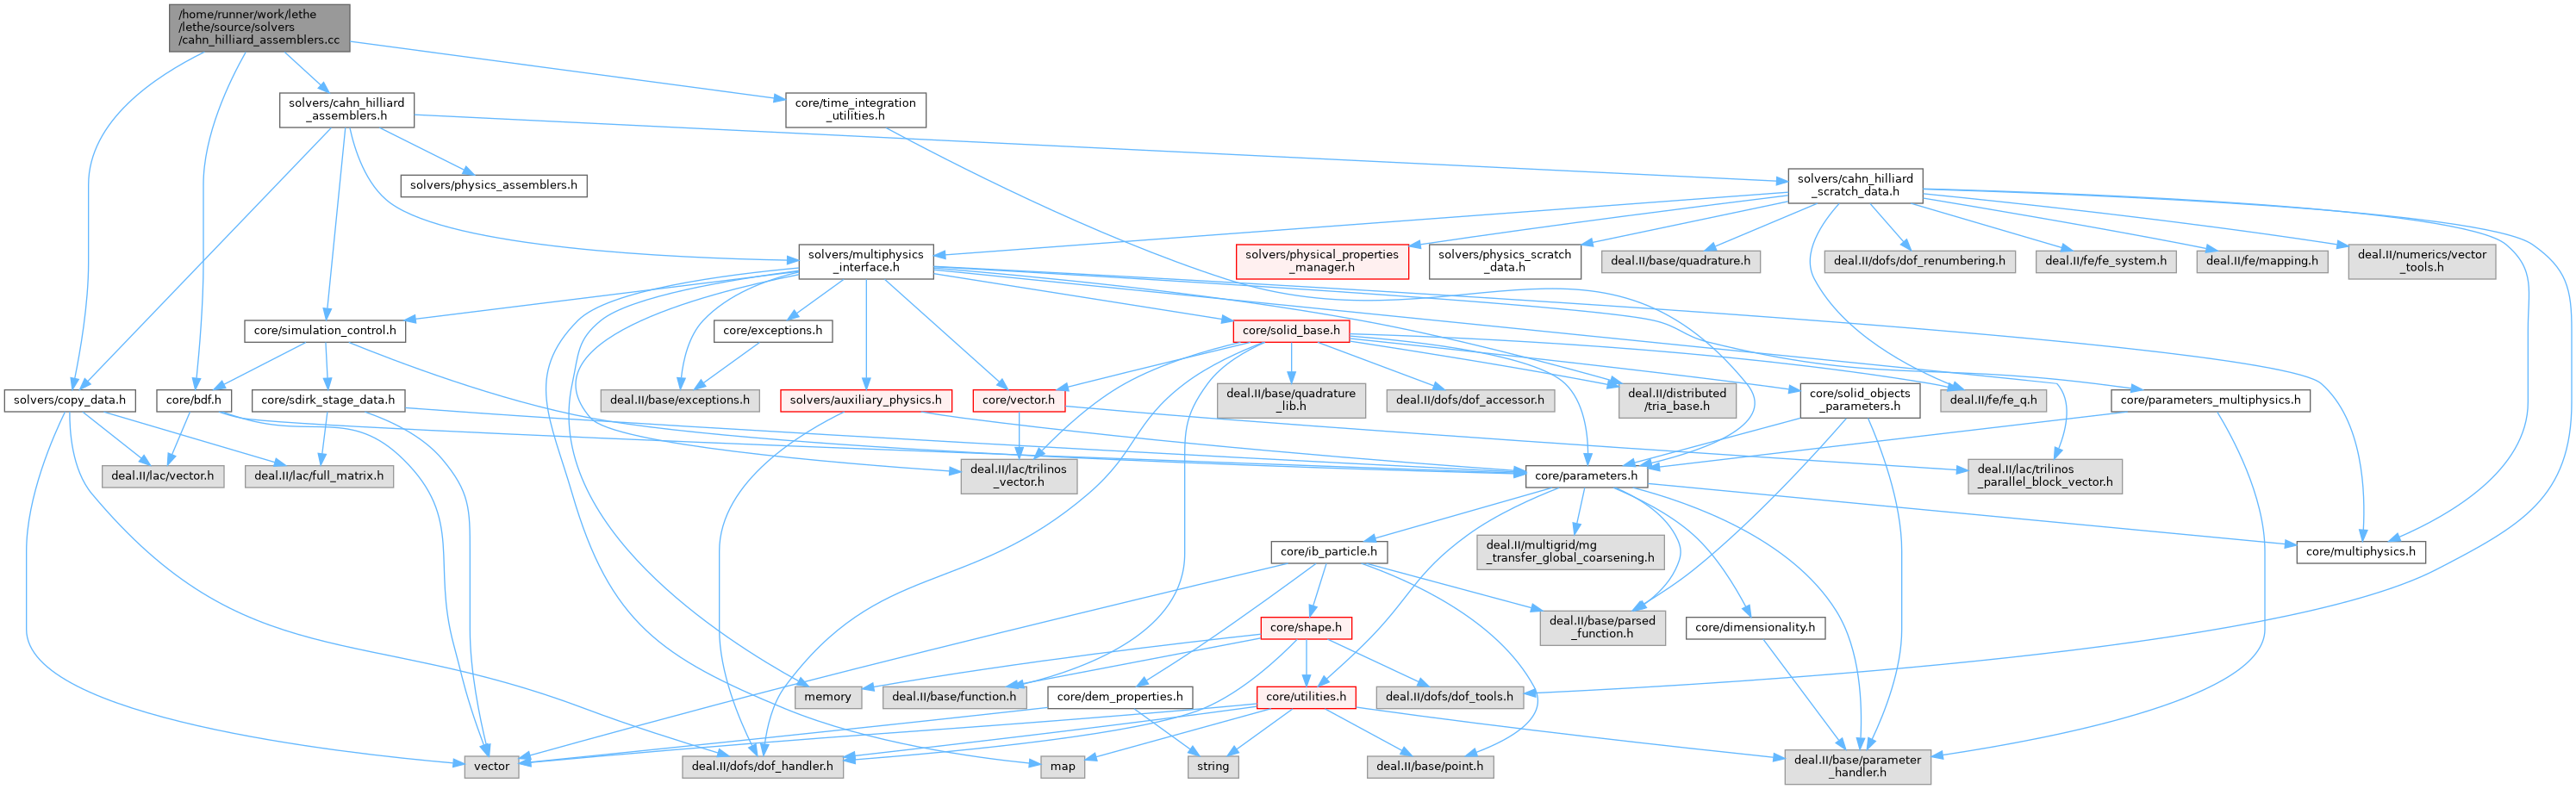 /home/runner/work/lethe
/lethe/source/solvers
/cahn_hilliard_assemblers.cc
solvers/cahn_hilliard
_assemblers.h
core/time_integration
_utilities.h
solvers/physics_assemblers.h
solvers/cahn_hilliard
_scratch_data.h
solvers/multiphysics
_interface.h
solvers/physical_properties
_manager.h
solvers/physics_scratch
_data.h
deal.II/base/quadrature.h
deal.II/dofs/dof_renumbering.h
deal.II/fe/fe_system.h
deal.II/fe/mapping.h
deal.II/numerics/vector
_tools.h
core/simulation_control.h
core/exceptions.h
core/solid_base.h
solvers/copy_data.h
core/bdf.h
core/sdirk_stage_data.h
deal.II/base/exceptions.h
solvers/auxiliary_physics.h
core/vector.h
deal.II/base/quadrature
_lib.h
deal.II/dofs/dof_accessor.h
deal.II/distributed
/tria_base.h
core/solid_objects
_parameters.h
deal.II/fe/fe_q.h
core/parameters_multiphysics.h
deal.II/lac/vector.h
deal.II/lac/full_matrix.h
deal.II/lac/trilinos
_vector.h
core/parameters.h
deal.II/lac/trilinos
_parallel_block_vector.h
core/ib_particle.h
deal.II/multigrid/mg
_transfer_global_coarsening.h
core/multiphysics.h
core/shape.h
deal.II/base/parsed
_function.h
core/dimensionality.h
memory
deal.II/base/function.h
core/dem_properties.h
core/utilities.h
deal.II/dofs/dof_tools.h
vector
deal.II/dofs/dof_handler.h
map
string
deal.II/base/point.h
deal.II/base/parameter
_handler.h